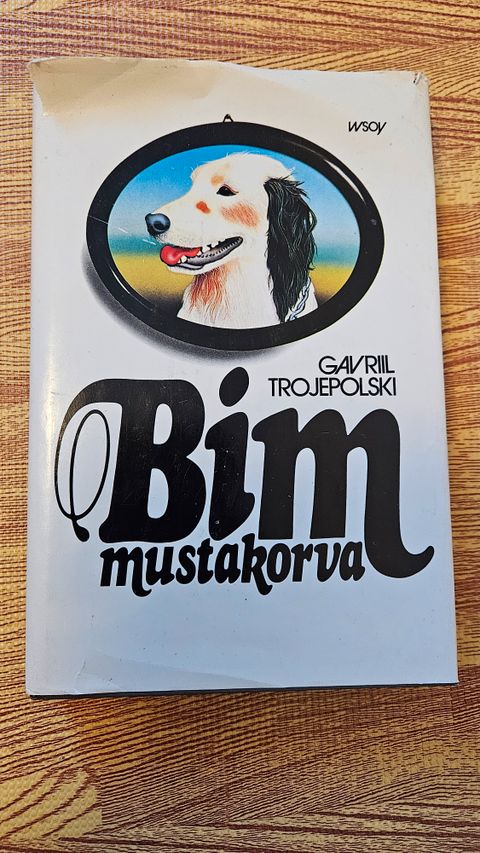 WSOY
GAVRIIL
TROJEPOLSKI
Bim
mustakorva